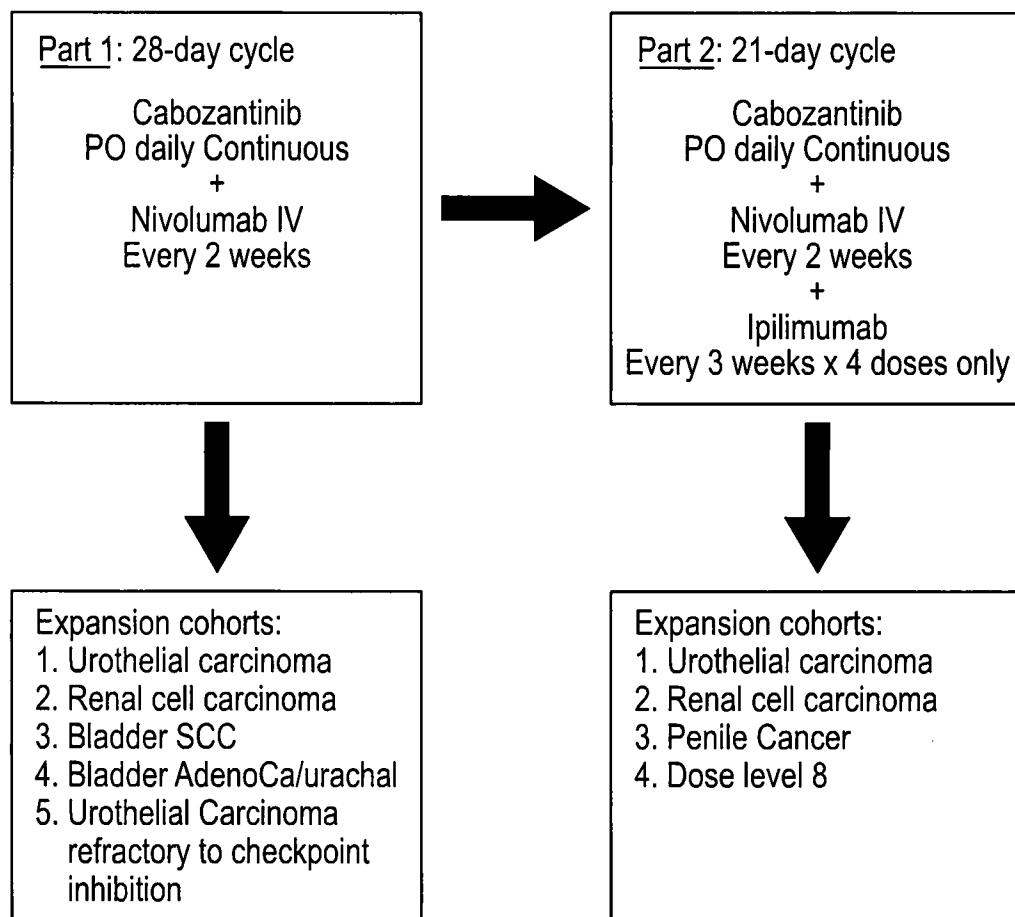 Part 1: 28-day cycle
Cabozantinib
PO daily Continuous
+
Nivolumab IV
Every 2 weeks
Part 2: 21-day cycle
Cabozantinib
PO daily Continuous
+
Nivolumab IV
Every 2 weeks
+
Ipilimumab
Every 3 weeks x 4 doses only
Expansion cohorts:
1. Urothelial carcinoma
2. Renal cell carcinoma
3. Bladder SCC
4. Bladder AdenoCa/urachal
5. Urothelial Carcinoma
refractory to checkpoint
inhibition
Expansion cohorts:
1. Urothelial carcinoma
2. Renal cell carcinoma
3. Penile Cancer
4. Dose level 8